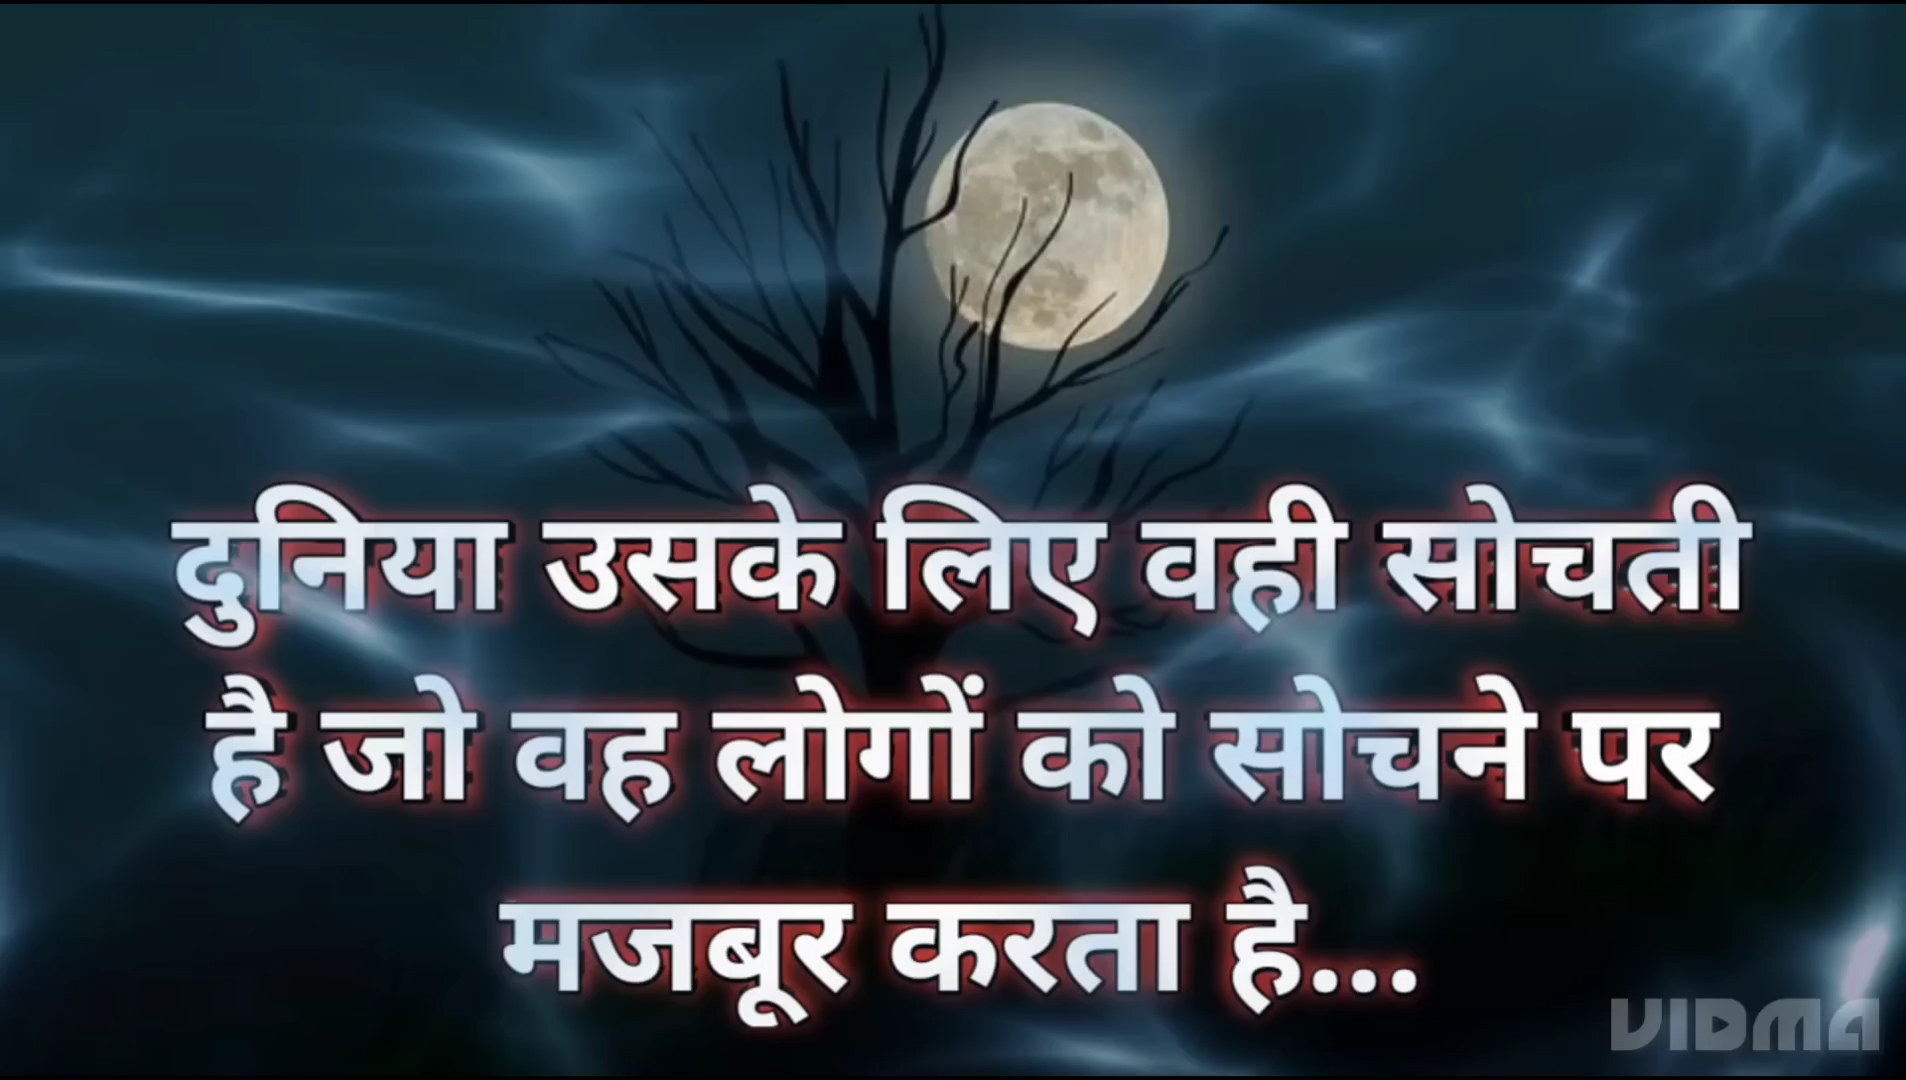 दुनिया उसके लिए वही सोचती
है जो वह लोगों को सोचने पर
मजबूर करता है...
VIDMA